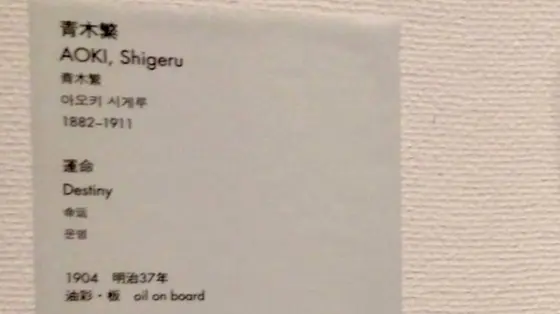 青木繁
AOKI, Shigeru
青木繁
아오키 시게루
1882–1911
運命
Destiny
命运
운명
1904 明治37年
油彩・板 oil on board